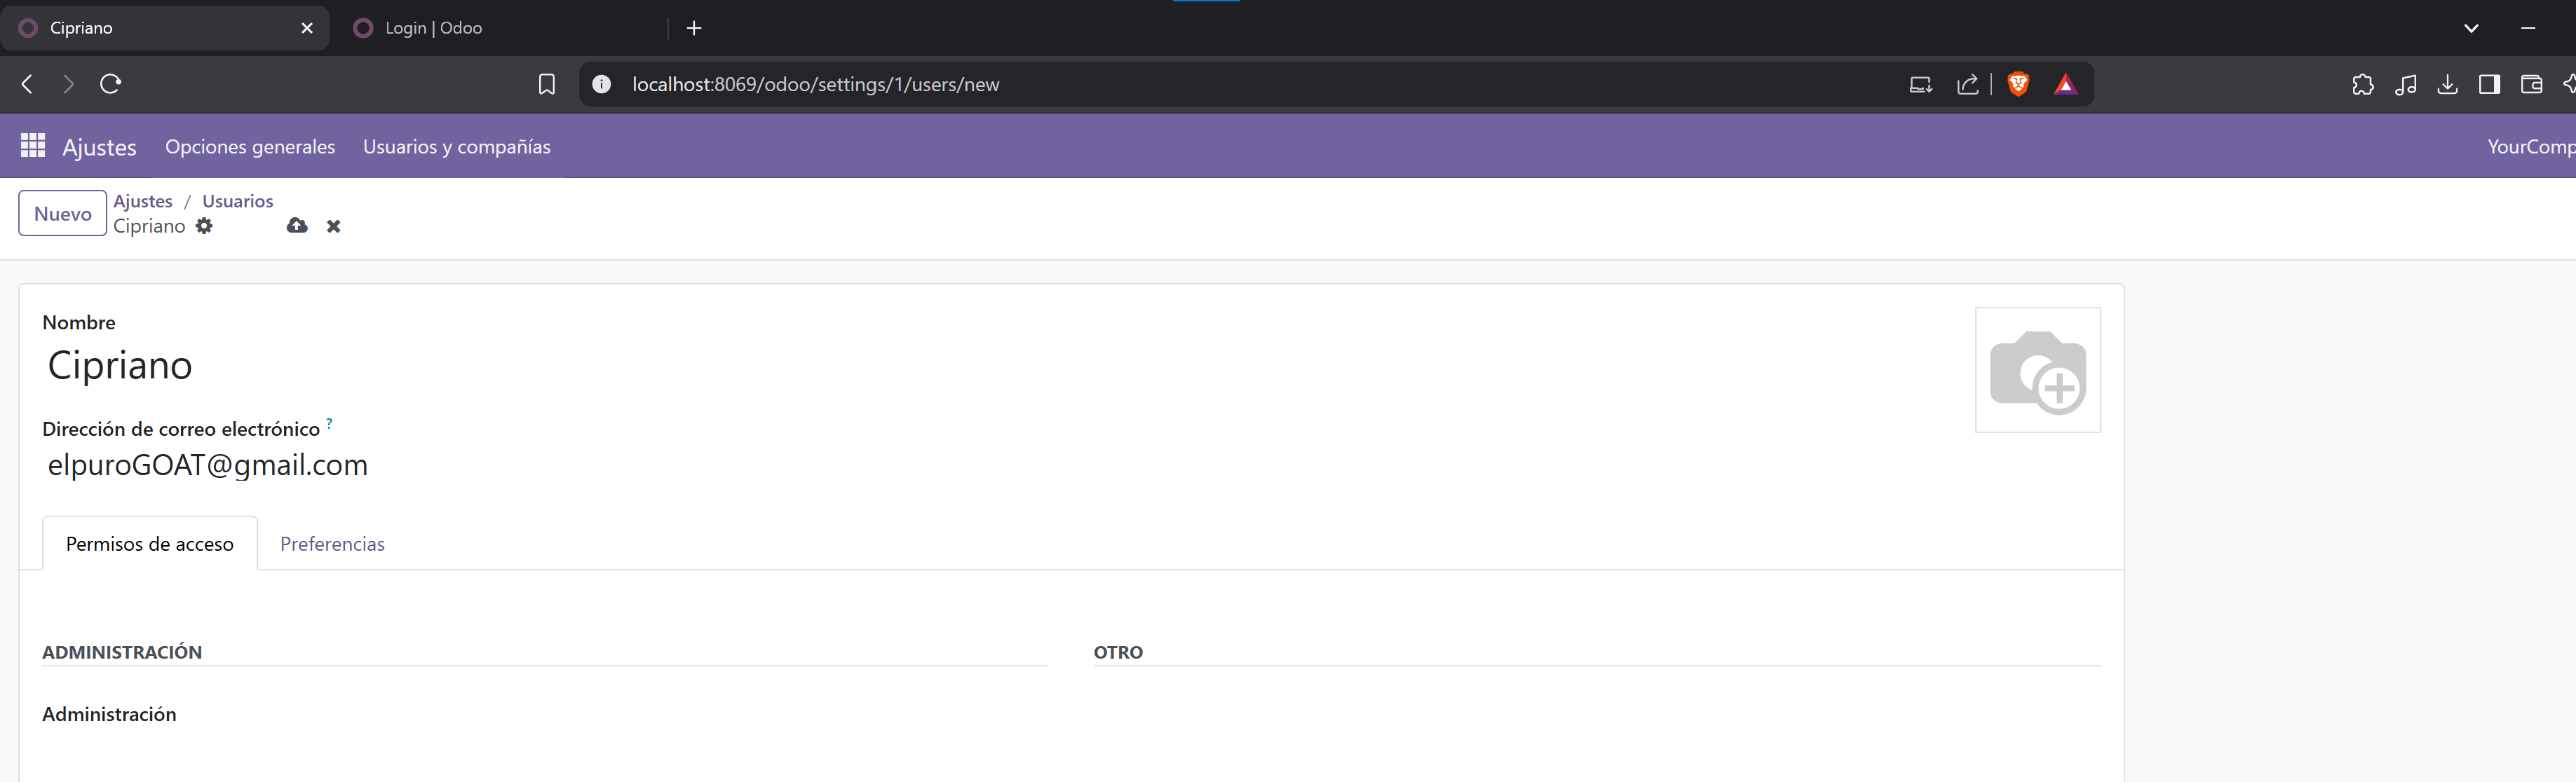 Cipriano
Login | Odoo
localhost:8069/odoo/settings/1/users/new
Ajustes Opciones generales Usuarios y compañías YourComp
Nuevo Ajustes / Usuarios
Cipriano
Nombre
Cipriano
Dirección de correo electrónico ?
elpuroGOAT@gmail.com
Permisos de acceso Preferencias
ADMINISTRACIÓN OTRO
Administración